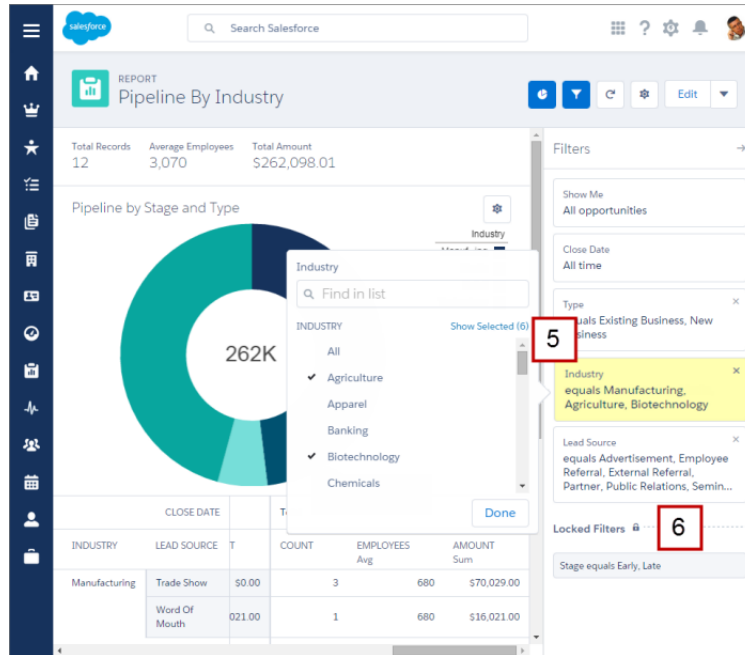 salesforce
Search Salesforce
REPORT
Pipeline By Industry
Edit
Total Records
Average Employees
Total Amount
12
3,070
$262,098.01
Pipeline by Stage and Type
Industry
262K
Industry
Find in list
INDUSTRY
Show Selected (6)
All
Agriculture
Apparel
Banking
Biotechnology
Chemicals
Done
5
Filters
Show Me
All opportunities
Close Date
All time
Type
Existing Business, New
Industry
equals Manufacturing,
Agriculture, Biotechnology
Lead Source
equals Advertisement, Employee
Referral, External Referral,
Partner, Public Relations, Semin...
Locked Filters
6
Stage equals Early, Late
CLOSE DATE
INDUSTRY
LEAD SOURCE
T
COUNT
EMPLOYEES
Avg
AMOUNT
Sum
Manufacturing
Trade Show
$0.00
3
680
$70,029.00
Word Of
Mouth
021.00
1
680
$16,021.00